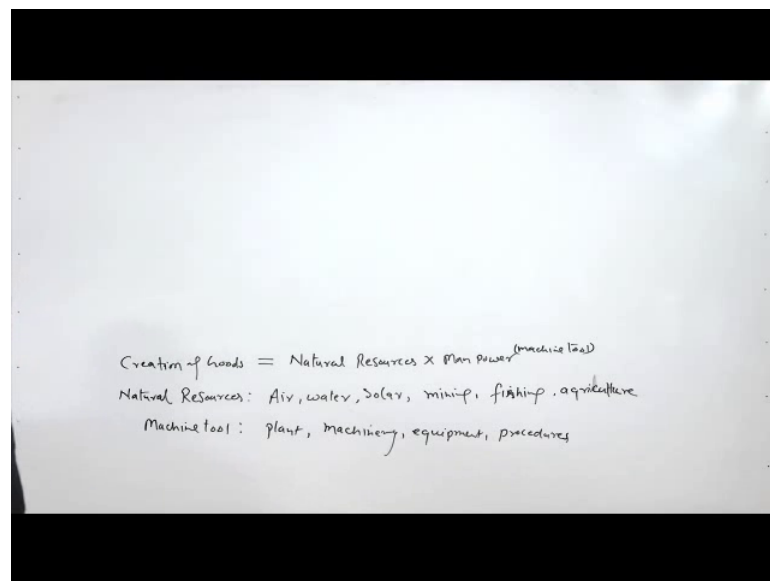 Creation of Goods = Natural Resources × Man Power (machine tool)
Natural Resources: Air, water, Solar, mining, fishing, agriculture
Machine tool: plant, machinery, equipment, procedures